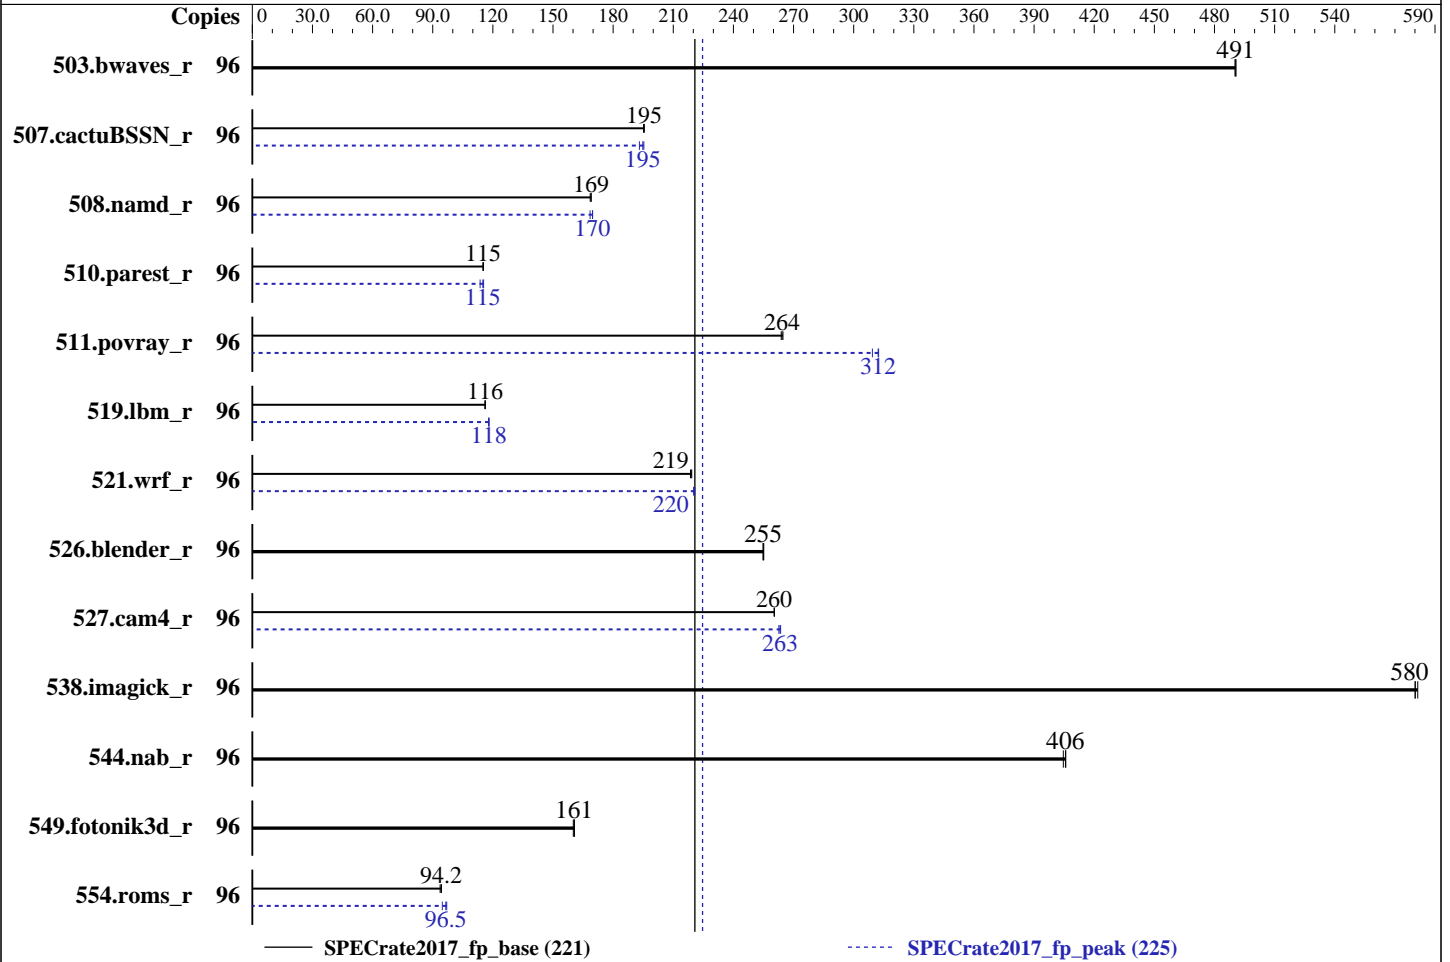 Copies 0 30.0 60.0 90.0 120 150 180 210 240 270 300 330 360 390 420 450 480 510 540 590
503.bwaves_r 96 491
507.cactuBSSN_r 96 195
195
508.namd_r 96 169
170
510.parest_r 96 115
115
511.povray_r 96 264
312
519.lbm_r 96 116
118
521.wrf_r 96 219
220
526.blender_r 96 255
527.cam4_r 96 260
263
538.imagick_r 96 580
544.nab_r 96 406
549.fotonik3d_r 96 161
554.roms_r 96 94.2
96.5
SPECrate2017_fp_base (221) SPECrate2017_fp_peak (225)